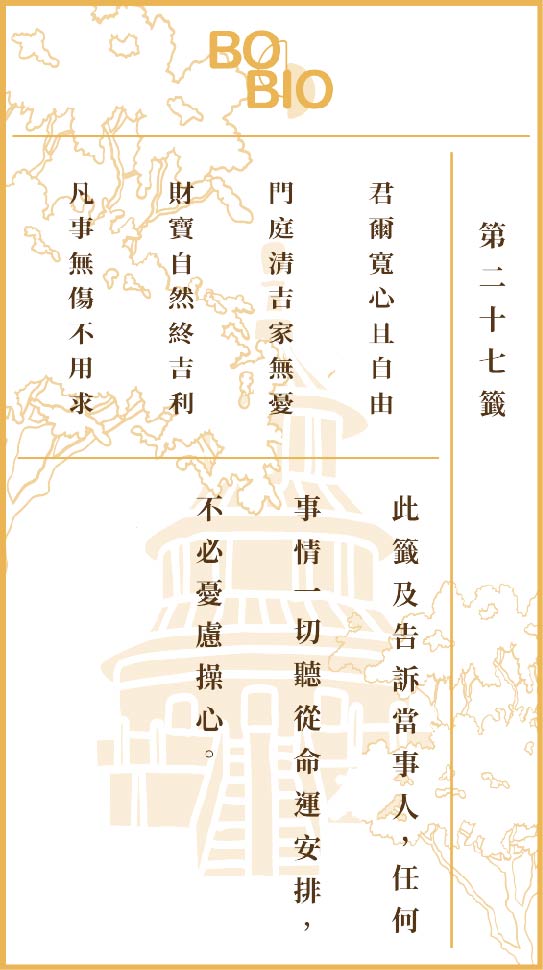 BO
BIO
第二十七籤
君爾寬心且自由
門庭清吉家無憂
財寶自然終吉利
凡事無傷不用求
此籤及告訴當事人，任何
事情一切聽從命運安排，
不必憂慮操心。